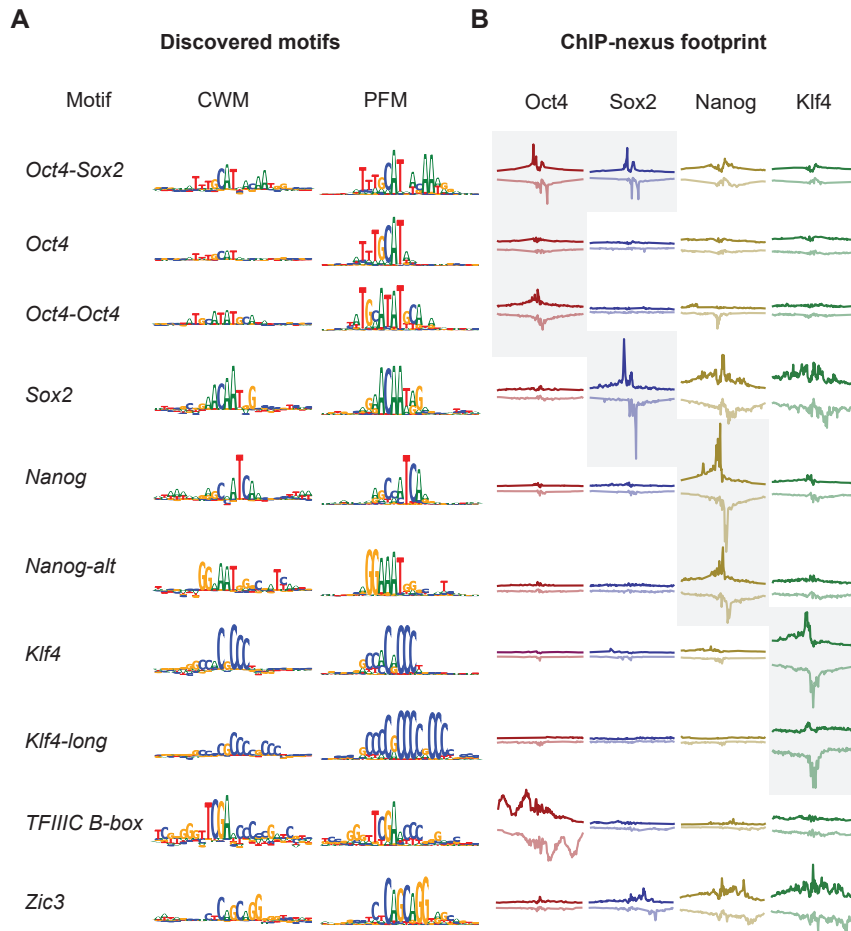 A
B
Discovered motifs
ChIP-nexus footprint
Motif
CWM
PFM
Oct4
Sox2
Nanog
Klf4
Oct4-Sox2
Oct4
Oct4-Oct4
Sox2
Nanog
Nanog-alt
Klf4
Klf4-long
TFIIIC B-box
Zic3